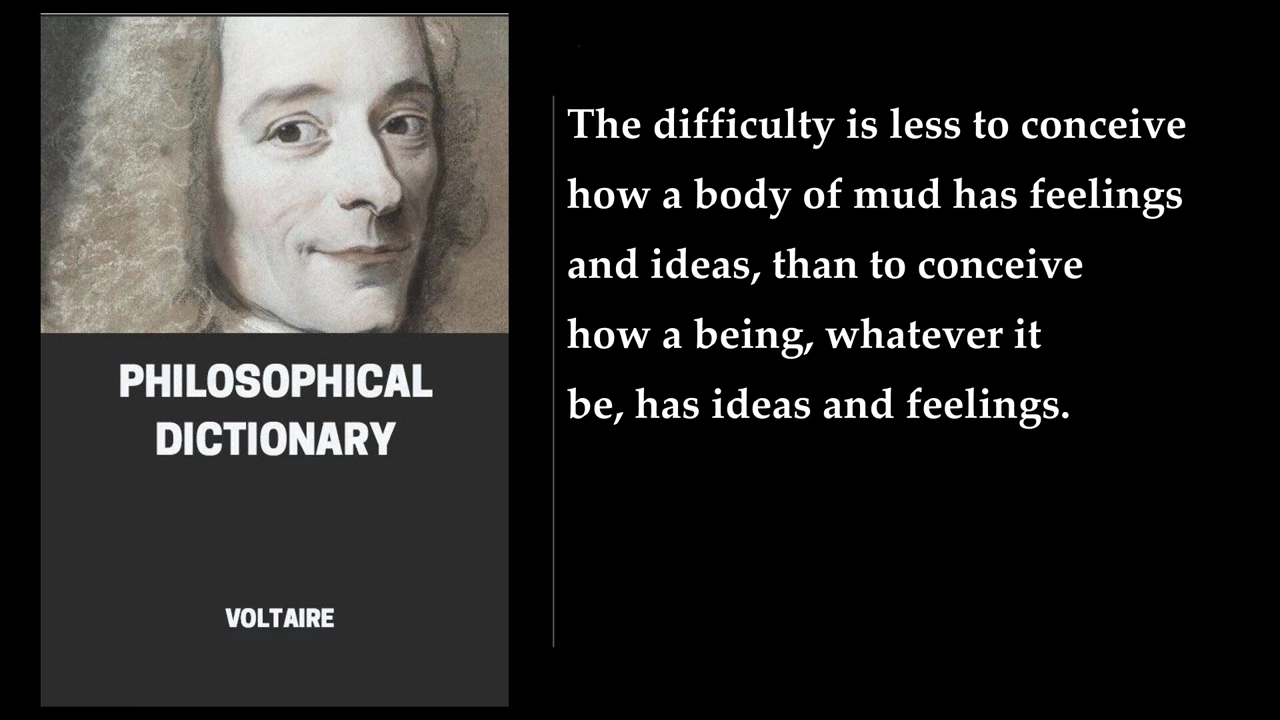 PHILOSOPHICAL
DICTIONARY
VOLTAIRE
The difficulty is less to conceive
how a body of mud has feelings
and ideas, than to conceive
how a being, whatever it
be, has ideas and feelings.